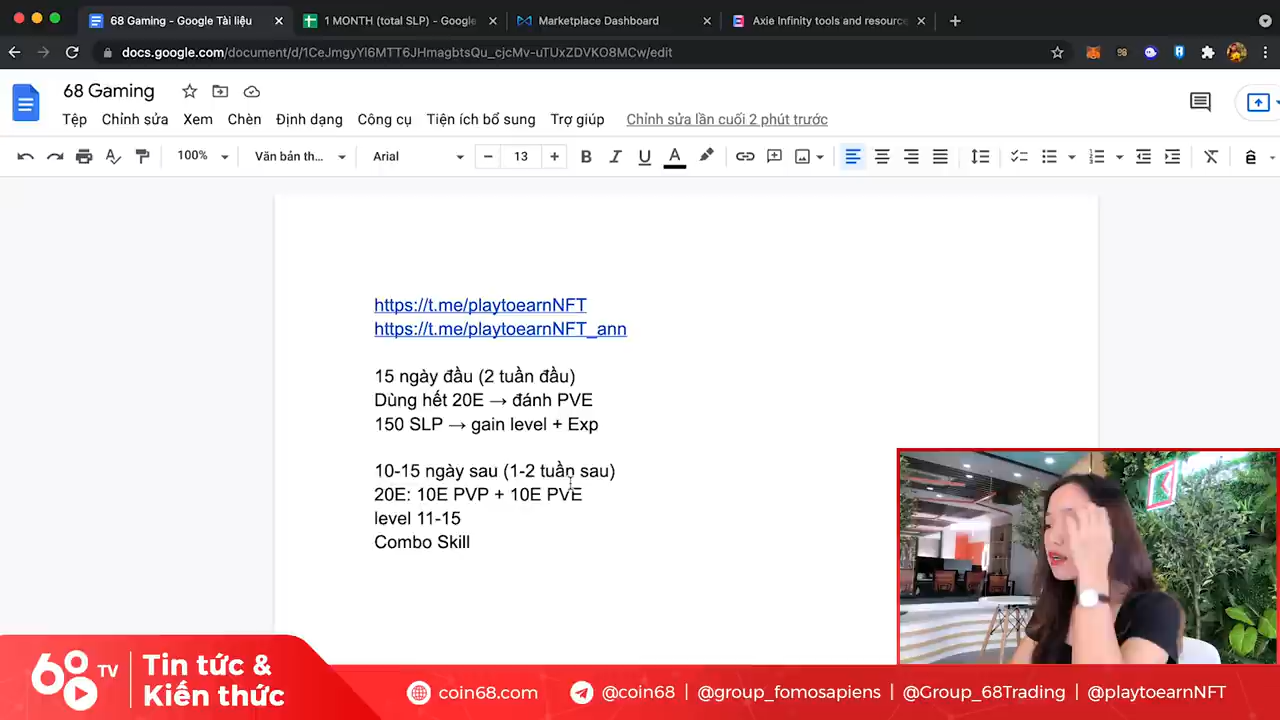 68 Gaming - Google Tài liệu
1 MONTH (total SLP) - Google
Marketplace Dashboard
Axie Infinity tools and resource
docs.google.com/document/d/1CeJmgyYl6MTT6JHmagbtsQu_cjcMv-uTUxZDVKO8MCw/edit
68 Gaming
Tệp Chỉnh sửa Xem Chèn Định dạng Công cụ Tiện ích bổ sung Trợ giúp Chỉnh sửa lần cuối 2 phút trước
100% Văn bản th... Arial 13 B I U A
https://t.me/playtoearnNFT
https://t.me/playtoearnNFT_ann
15 ngày đầu (2 tuần đầu)
Dùng hết 20E → đánh PVE
150 SLP → gain level + Exp
10-15 ngày sau (1-2 tuần sau)
20E: 10E PVP + 10E PVE
level 11-15
Combo Skill
68 TV
Tin tức &
Kiến thức
coin68.com @coin68 | @group_fomosapiens | @Group_68Trading | @playtoearnNFT